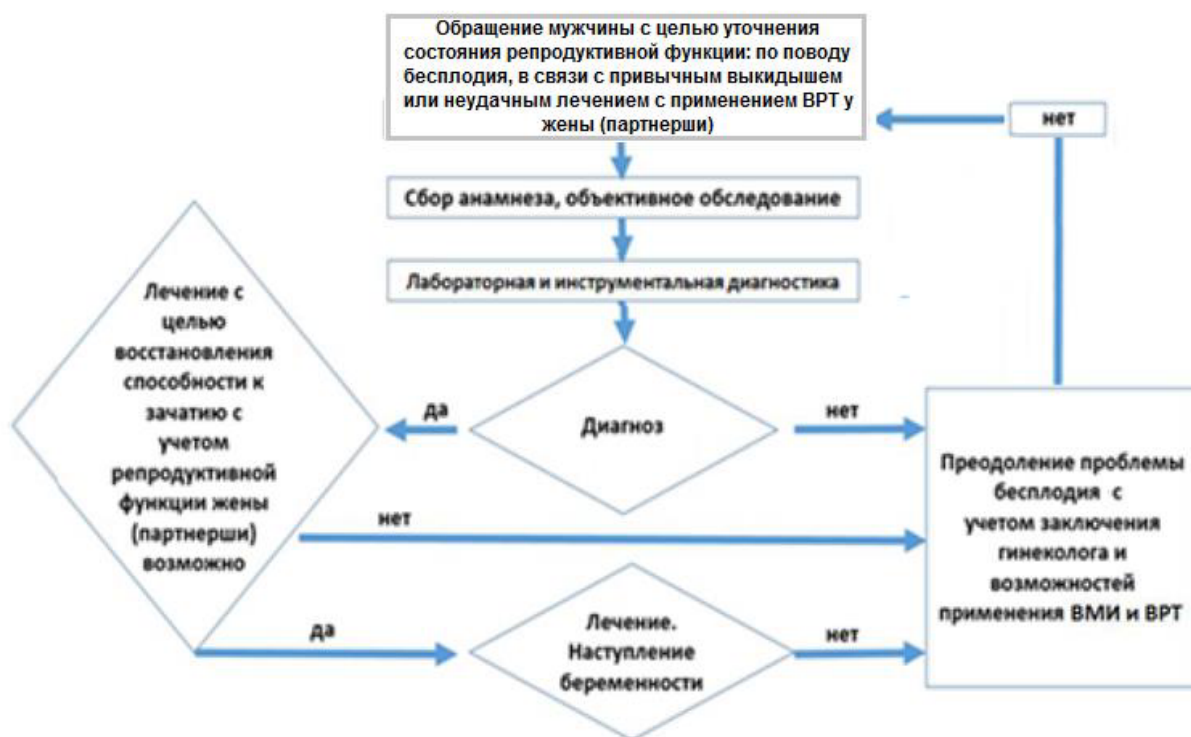 Обращение мужчины с целью уточнения
состояния репродуктивной функции: по поводу
бесплодия, в связи с привычным выкидышем
или неудачным лечением с применением ВРТ у
жены (партнерши)
нет
Сбор анамнеза, объективное обследование
Лабораторная и инструментальная диагностика
Лечение с
целью
восстановления
способности к
зачатию с
учетом
репродуктивной
функции жены
(партнерши)
возможно
да
Диагноз
нет
Преодоление проблемы
бесплодия с
учетом заключения
гинеколога и
возможностей
применения ВМИ и ВРТ
нет
да
Лечение.
Наступление
беременности
нет